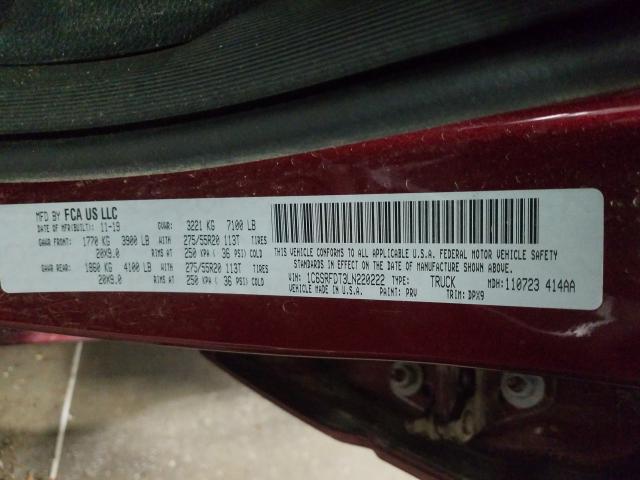 MFD BY FCA US LLC
DATE OF MFR(BUILT): 11-19 GVWR: 3221 KG 7100 LB
GAWR FRONT: 1770 KG 3900 LB WITH 275/55R20 113T TIRES
20X9.0 RIMS AT 250 KPA ( 36 PSI) COLD
GAWR REAR: 1860 KG 4100 LB WITH 275/55R20 113T TIRES
20X9.0 RIMS AT 250 KPA ( 36 PSI) COLD
THIS VEHICLE CONFORMS TO ALL APPLICABLE U.S.A. FEDERAL MOTOR VEHICLE SAFETY
STANDARDS IN EFFECT ON THE DATE OF MANUFACTURE SHOWN ABOVE.
VIN: 1C6SRFDT3LN220222 TYPE: TRUCK MDH: 110723 414AA
VEHICLE MADE IN U.S.A. PAINT: PRV TRIM: DPX9